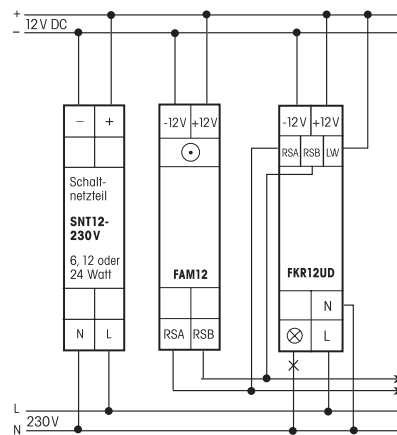 +
12V DC
−
− +
-12V +12V
-12V +12V
RSA RSB LW
Schalt-
netzteil
SNT12-
230V
6, 12 oder
24 Watt
FAM12
FKR12UD
N
N L
RSA RSB
L
L
230V
N